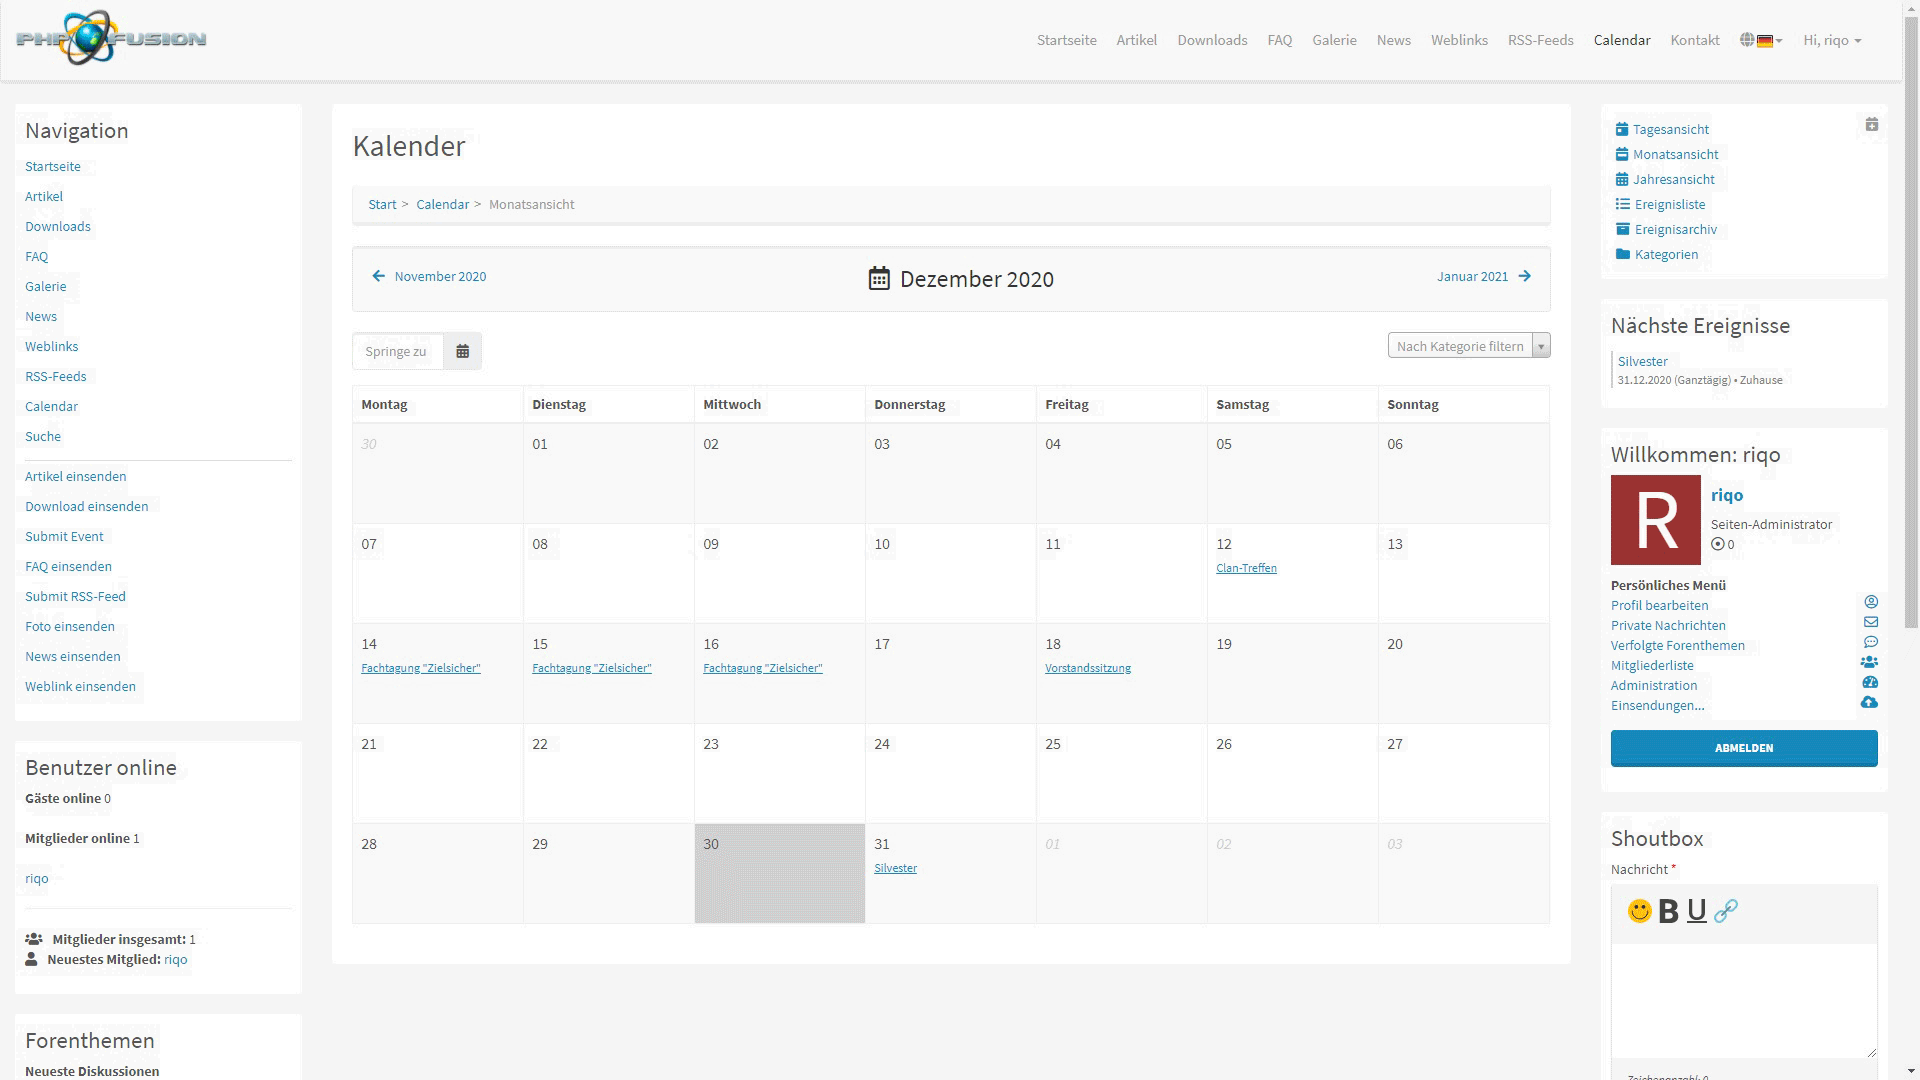 PHP FUSION
Startseite Artikel Downloads FAQ Galerie News Weblinks RSS-Feeds Calendar Kontakt Hi, riqo
Navigation
Startseite
Artikel
Downloads
FAQ
Galerie
News
Weblinks
RSS-Feeds
Calendar
Suche
Artikel einsenden
Download einsenden
Submit Event
FAQ einsenden
Submit RSS-Feed
Foto einsenden
News einsenden
Weblink einsenden
Benutzer online
Gäste online 0
Mitglieder online 1
riqo
Mitglieder insgesamt: 1
Neuestes Mitglied: riqo
Forenthemen
Neueste Diskussionen
Kalender
Start > Calendar > Monatsansicht
November 2020 Dezember 2020 Januar 2021
Springe zu Nach Kategorie filtern
Montag Dienstag Mittwoch Donnerstag Freitag Samstag Sonntag
30 01 02 03 04 05 06
07 08 09 10 11 12 13
Clan-Treffen
14 15 16 17 18 19 20
Fachtagung "Zielsicher" Fachtagung "Zielsicher" Fachtagung "Zielsicher" Vorstandssitzung
21 22 23 24 25 26 27
28 29 30 31 01 02 03
Silvester
Tagesansicht
Monatsansicht
Jahresansicht
Ereignisliste
Ereignisarchiv
Kategorien
Nächste Ereignisse
Silvester
31.12.2020 (Ganztägig) • Zuhause
Willkommen: riqo
R
riqo
Seiten-Administrator
0
Persönliches Menü
Profil bearbeiten
Private Nachrichten
Verfolgte Forenthemen
Mitgliederliste
Administration
Einsendungen...
ABMELDEN
Shoutbox
Nachricht *
B U
Zeichenanzahl: 0